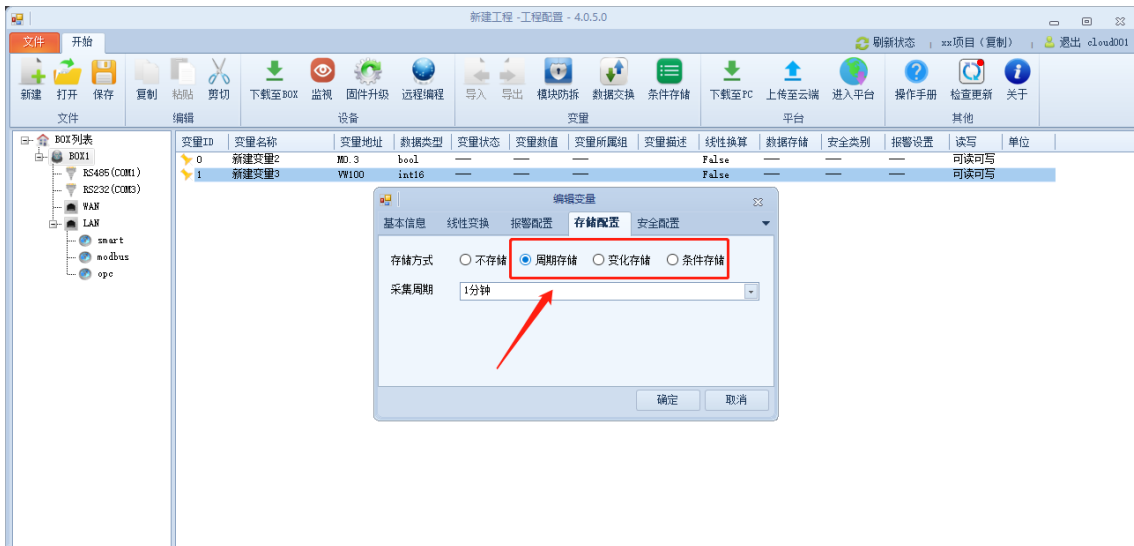 新建工程 -工程配置 - 4.0.5.0
文件 开始 刷新状态 xx项目（复制） 退出 cloud001
新建 打开 保存 复制 粘贴 剪切 下载至BOX 监视 固件升级 远程编程 导入 导出 模块防拆 数据交换 条件存储 下载至PC 上传至云端 进入平台 操作手册 检查更新 关于
文件 编辑 设备 变量 平台 其他
BOX列表
BOX1
RS485(COM1)
RS232(COM3)
WAN
LAN
smart
modbus
opc
变量ID 变量名称 变量地址 数据类型 变量状态 变量数值 变量所属组 变量描述 线性换算 数据存储 安全类别 报警设置 读写 单位
0 新建变量2 M0.3 bool —— —— —— False —— —— —— 可读可写
1 新建变量3 VW100 int16 —— —— —— False —— —— —— 可读可写
编辑变量
基本信息 线性变换 报警配置 存储配置 安全配置
存储方式 不存储 周期存储 变化存储 条件存储
采集周期 1分钟
确定 取消